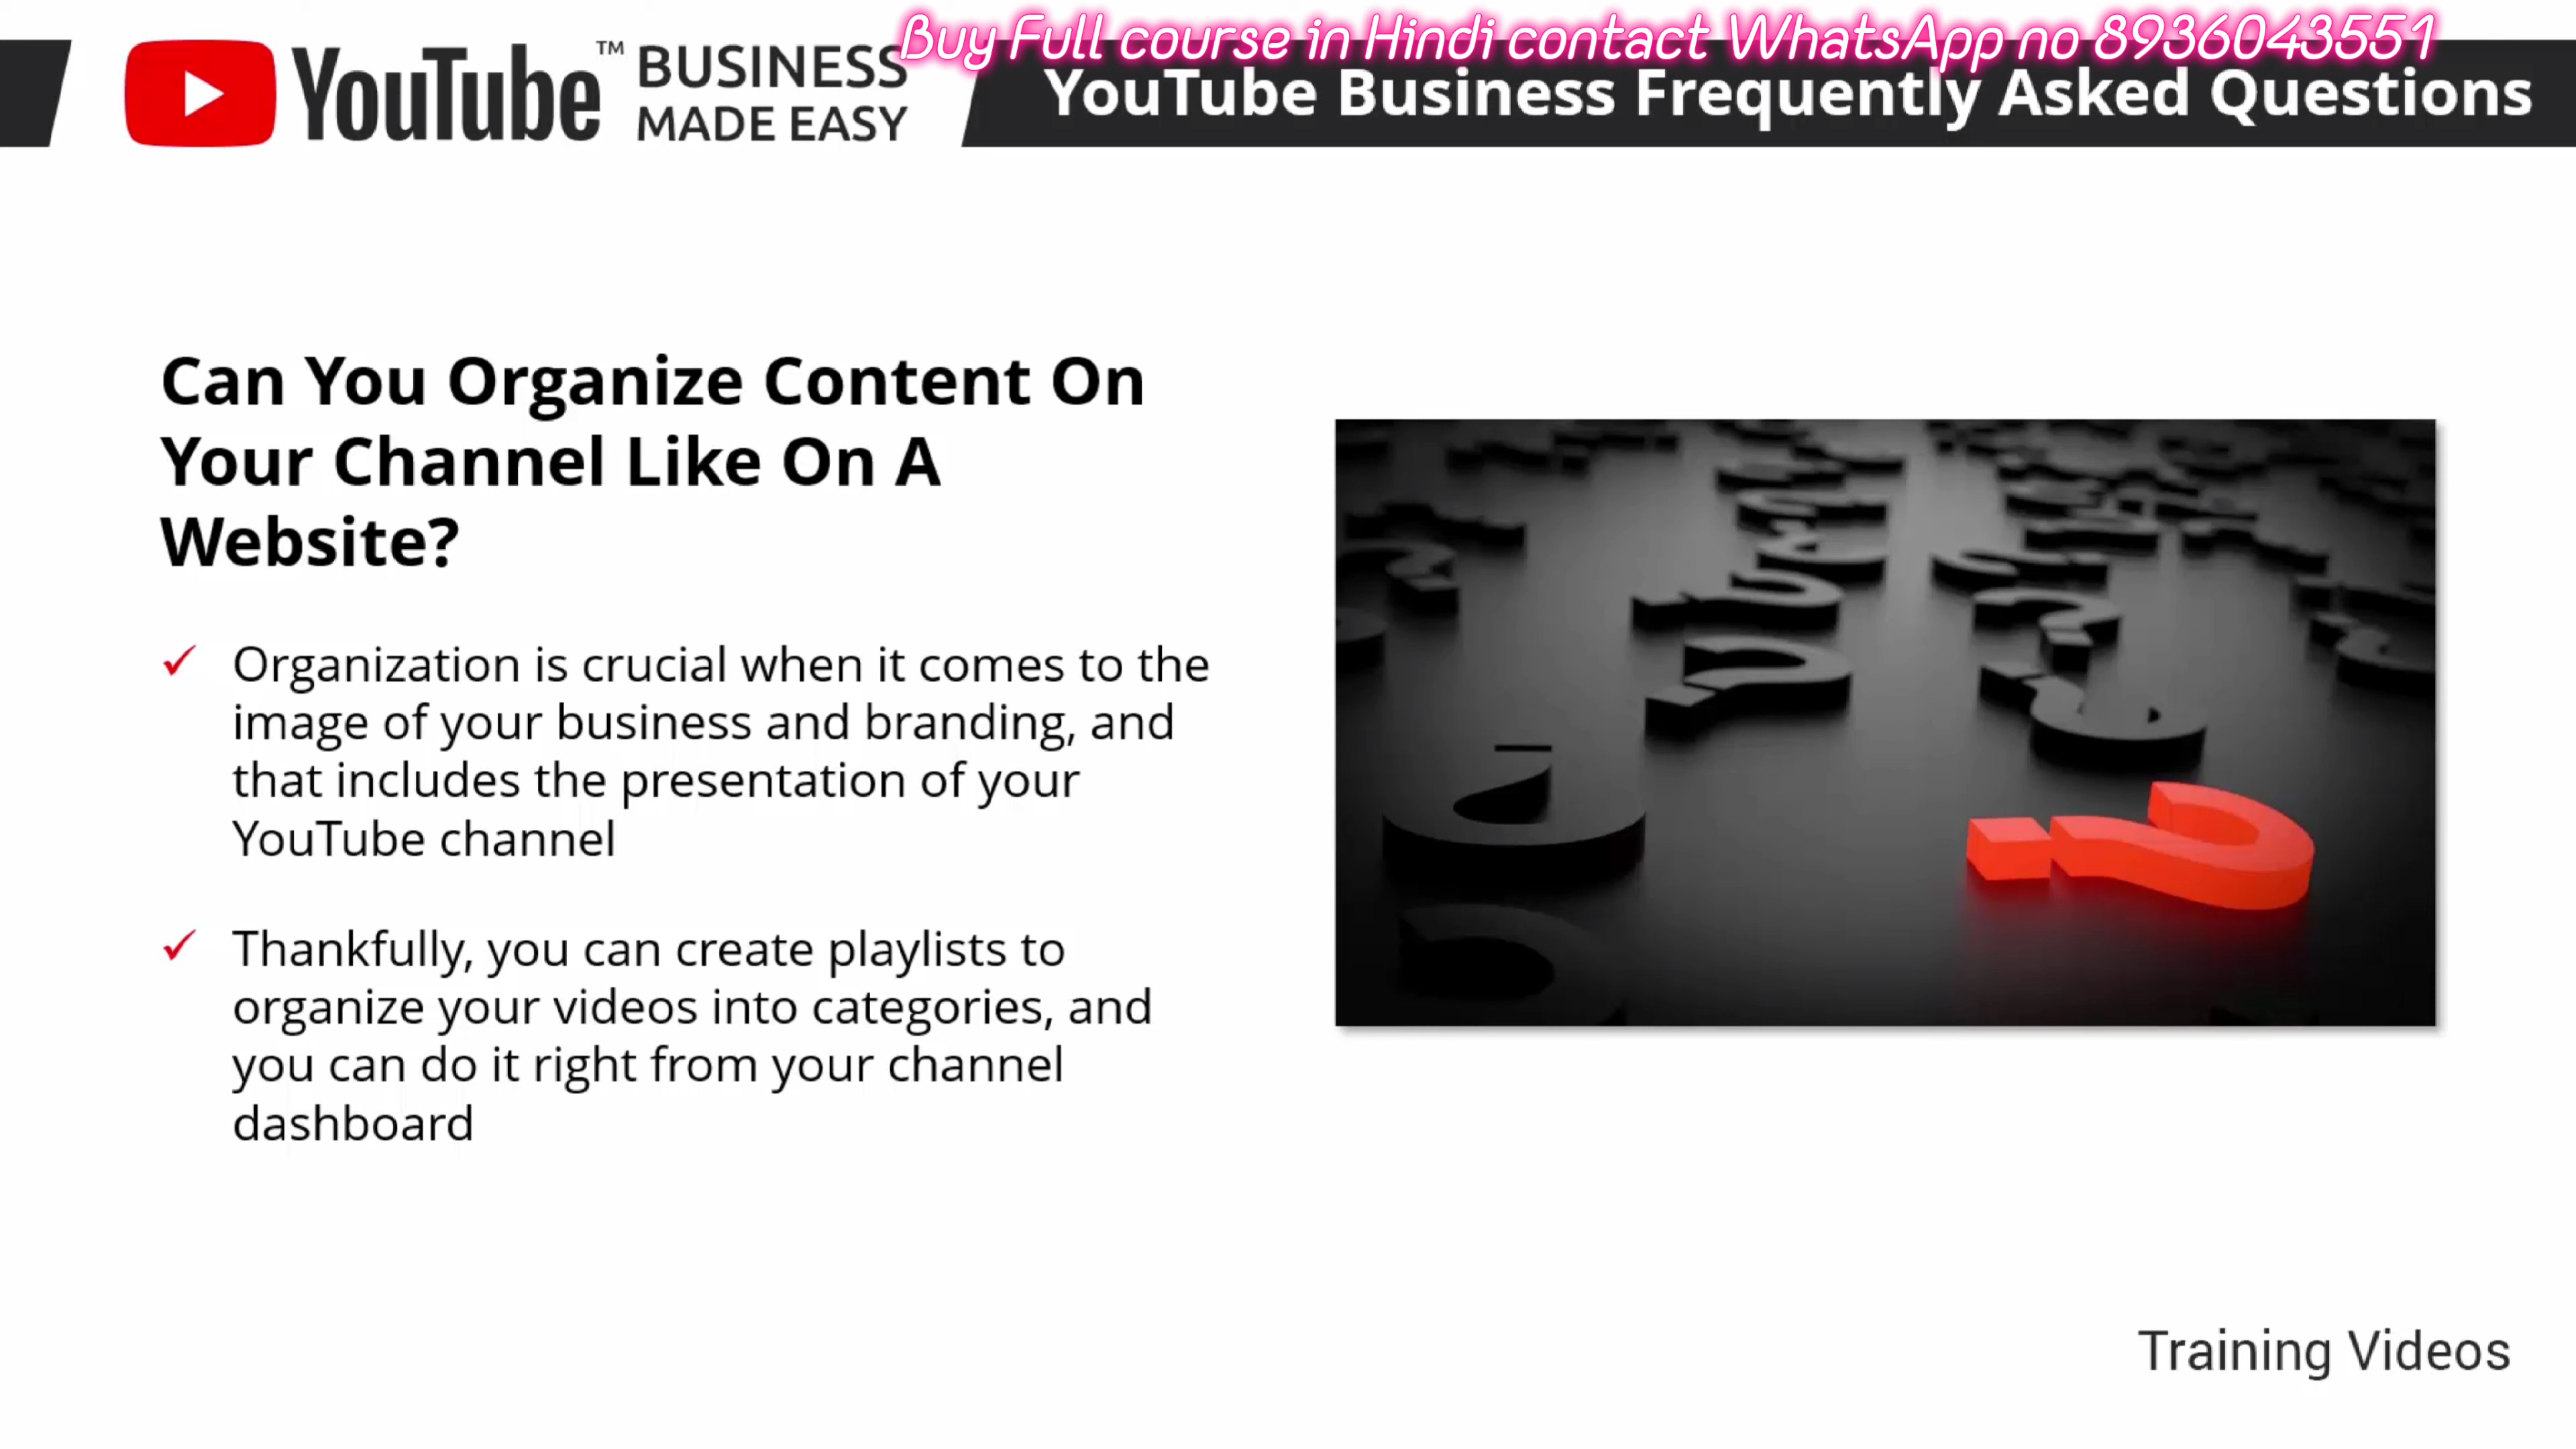 Buy Full course in Hindi contact WhatsApp no 8936043551
YouTube™ BUSINESS
MADE EASY
YouTube Business Frequently Asked Questions
Can You Organize Content On
Your Channel Like On A
Website?
✓ Organization is crucial when it comes to the
image of your business and branding, and
that includes the presentation of your
YouTube channel
✓ Thankfully, you can create playlists to
organize your videos into categories, and
you can do it right from your channel
dashboard
Training Videos